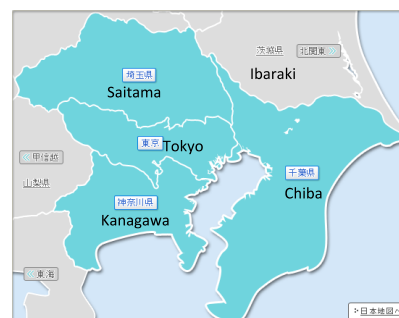 茨城県
北関東
Ibaraki
埼玉県
Saitama
東京
Tokyo
甲信越
山梨県
千葉県
Chiba
神奈川県
Kanagawa
東海
日本地図へ